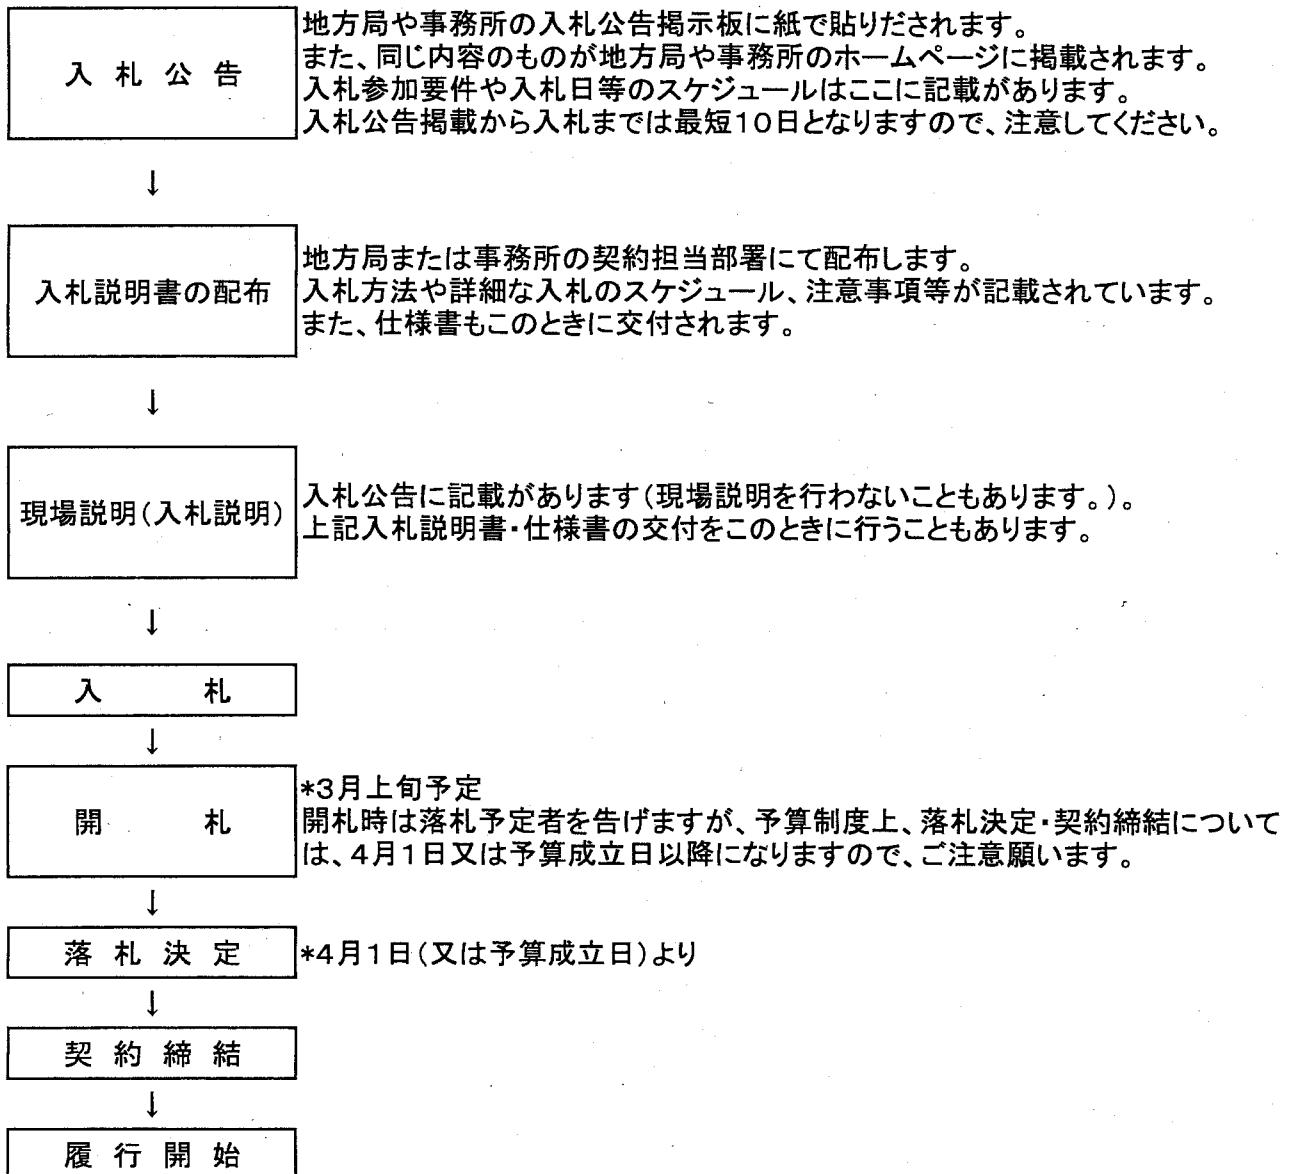 入札公告
地方局や事務所の入札公告掲示板に紙で貼りだされます。
また、同じ内容のものが地方局や事務所のホームページに掲載されます。
入札参加要件や入札日等のスケジュールはここに記載があります。
入札公告掲載から入札までは最短10日となりますので、注意してください。
↓
入札説明書の配布
地方局または事務所の契約担当部署にて配布します。
入札方法や詳細な入札のスケジュール、注意事項等が記載されています。
また、仕様書もこのときに交付されます。
↓
現場説明(入札説明)
入札公告に記載があります(現場説明を行わないこともあります。)。
上記入札説明書・仕様書の交付をこのときに行うこともあります。
↓
入札
↓
開札
*3月上旬予定
開札時は落札予定者を告げますが、予算制度上、落札決定・契約締結について
は、4月1日又は予算成立日以降になりますので、ご注意願います。
↓
落札決定
*4月1日(又は予算成立日)より
↓
契約締結
↓
履行開始